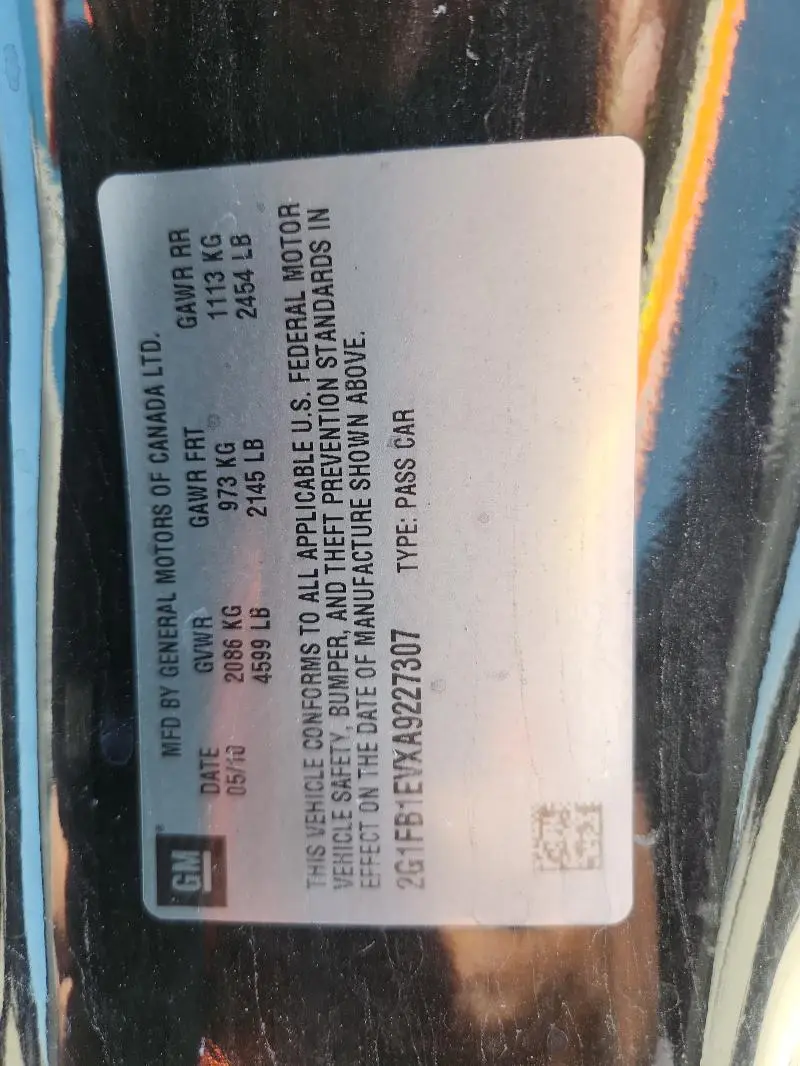 GM
MFD BY GENERAL MOTORS OF CANADA LTD.
DATE GVWR GAWR FRT GAWR RR
05/10 2086 KG 973 KG 1113 KG
4599 LB 2145 LB 2454 LB
THIS VEHICLE CONFORMS TO ALL APPLICABLE U.S. FEDERAL MOTOR
VEHICLE SAFETY, BUMPER, AND THEFT PREVENTION STANDARDS IN
EFFECT ON THE DATE OF MANUFACTURE SHOWN ABOVE.
2G1FB1EVXA9227307 TYPE: PASS CAR